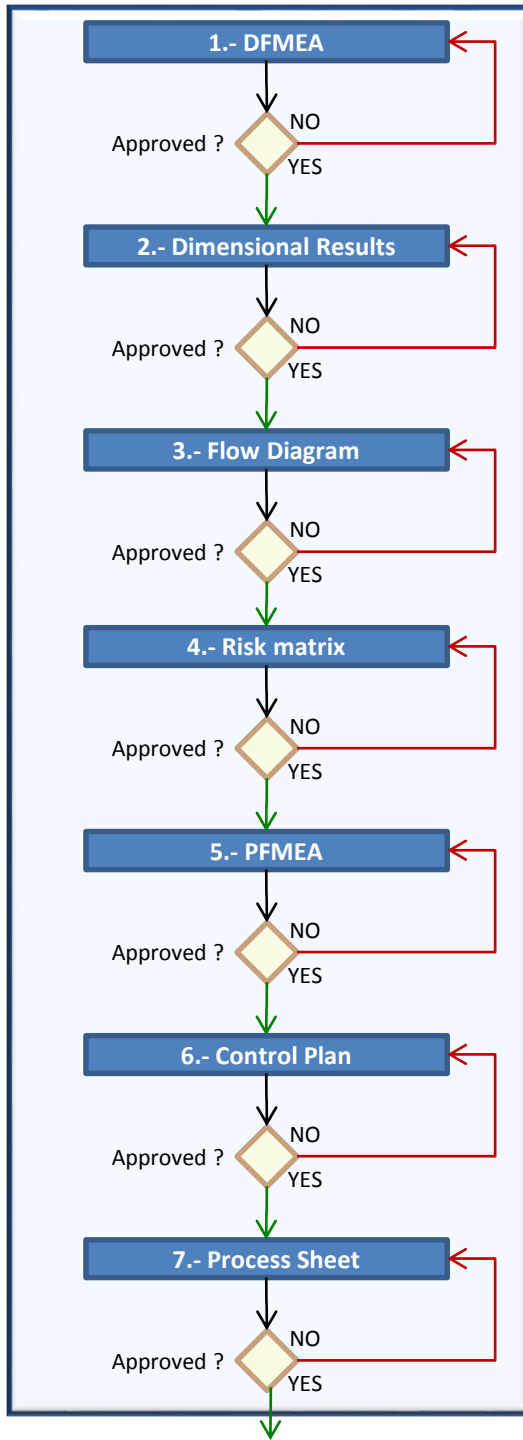 1.- DFMEA
NO
Approved ?
YES
2.- Dimensional Results
NO
Approved ?
YES
3.- Flow Diagram
NO
Approved ?
YES
4.- Risk matrix
NO
Approved ?
YES
5.- PFMEA
NO
Approved ?
YES
6.- Control Plan
NO
Approved ?
YES
7.- Process Sheet
NO
Approved ?
YES